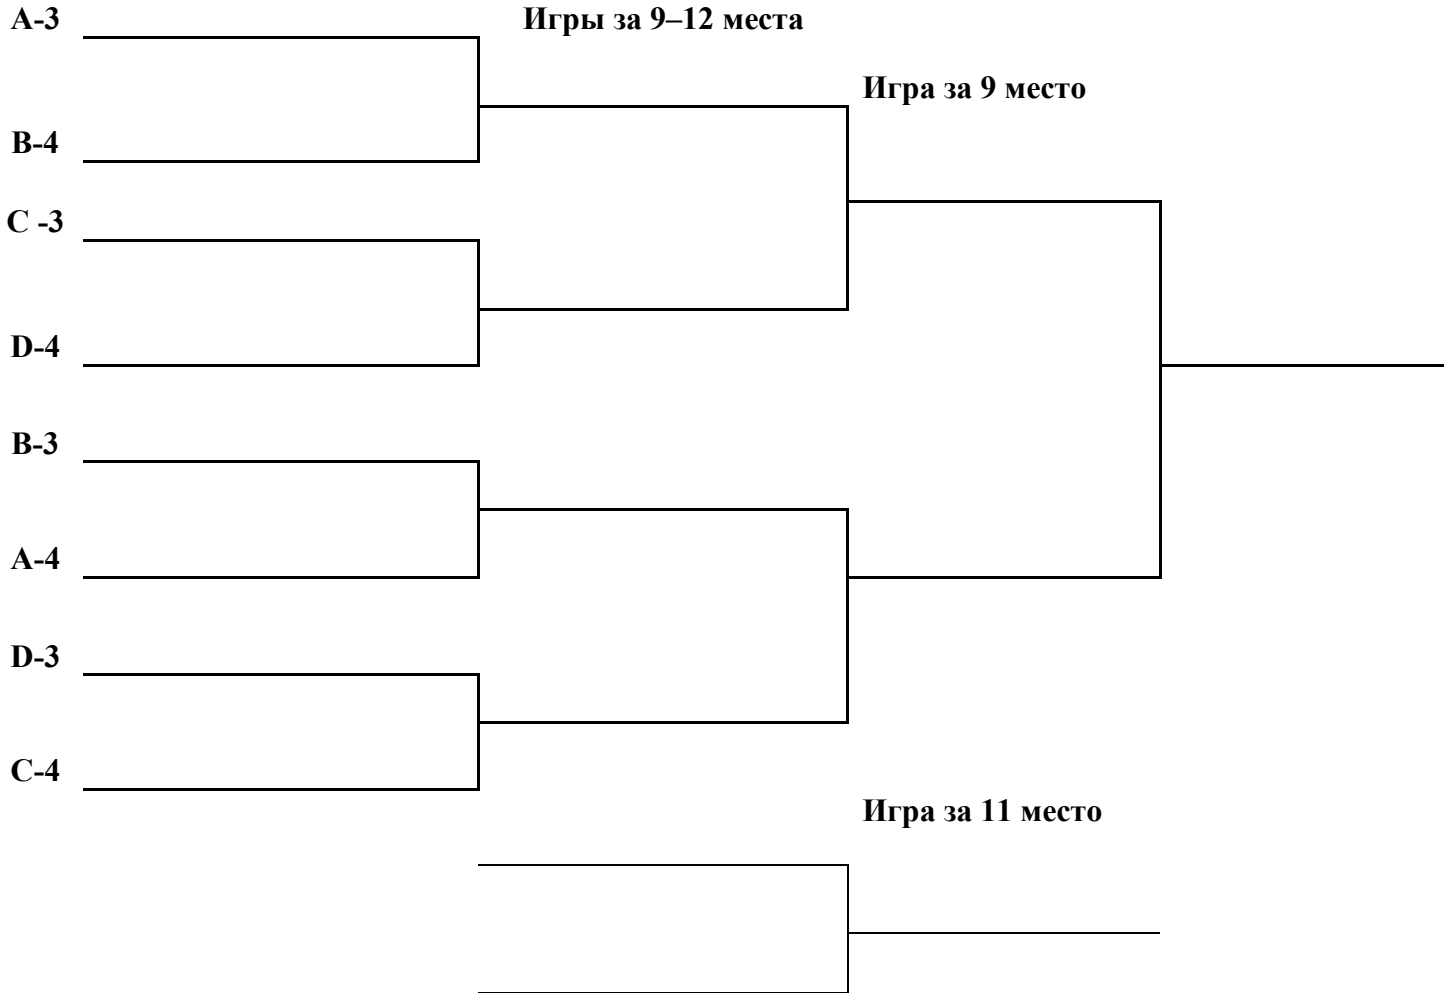 A-3
Игры за 9–12 места
Игра за 9 место
B-4
C -3
D-4
B-3
A-4
D-3
C-4
Игра за 11 место